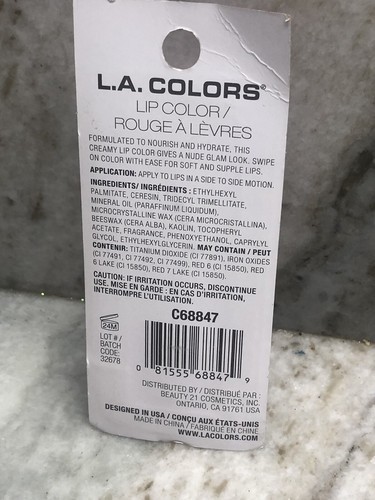 L.A. COLORS®
LIP COLOR /
ROUGE À LÈVRES
FORMULATED TO NOURISH AND HYDRATE, THIS
CREAMY LIP COLOR GIVES A NUDE GLAM LOOK. SWIPE
ON COLOR WITH EASE FOR SOFT AND SUPPLE LIPS.
APPLICATION: APPLY TO LIPS IN A SIDE TO SIDE MOTION.
INGREDIENTS/ INGRÉDIENTS : ETHYLHEXYL
PALMITATE, CERESIN, TRIDECYL TRIMELLITATE,
MINERAL OIL (PARAFFINUM LIQUIDUM),
MICROCRYSTALLINE WAX (CERA MICROCRISTALLINA),
BEESWAX (CERA ALBA), KAOLIN, TOCOPHERYL
ACETATE, FRAGRANCE, PHENOXYETHANOL, CAPRYLYL
GLYCOL, ETHYLHEXYLGLYCERIN. MAY CONTAIN / PEUT
CONTENIR: TITANIUM DIOXIDE (CI 77891), IRON OXIDES
(CI 77491, CI 77492, CI 77499), RED 6 (CI 15850), RED
6 LAKE (CI 15850), RED 7 LAKE (CI 15850).
CAUTION: IF IRRITATION OCCURS, DISCONTINUE
USE. MISE EN GARDE : EN CAS D'IRRITATION,
INTERROMPRE L'UTILISATION.
C68847
24M
LOT #/
BATCH
CODE:
32678
0 81555 68847 9
DISTRIBUTED BY / DISTRIBUÉ PAR :
BEAUTY 21 COSMETICS, INC.
ONTARIO, CA 91761 USA
DESIGNED IN USA / CONÇU AUX ÉTATS-UNIS
MADE IN CHINA / FABRIQUÉ EN CHINE
WWW.LACOLORS.COM